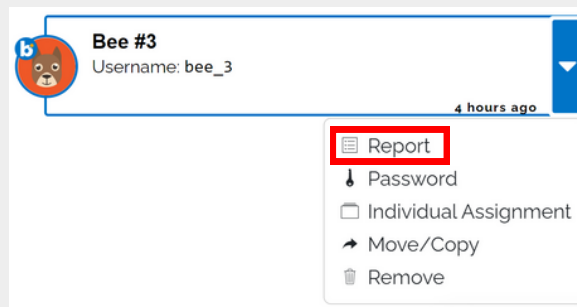 b
Bee #3
Username: bee_3
4 hours ago
Report
Password
Individual Assignment
Move/Copy
Remove